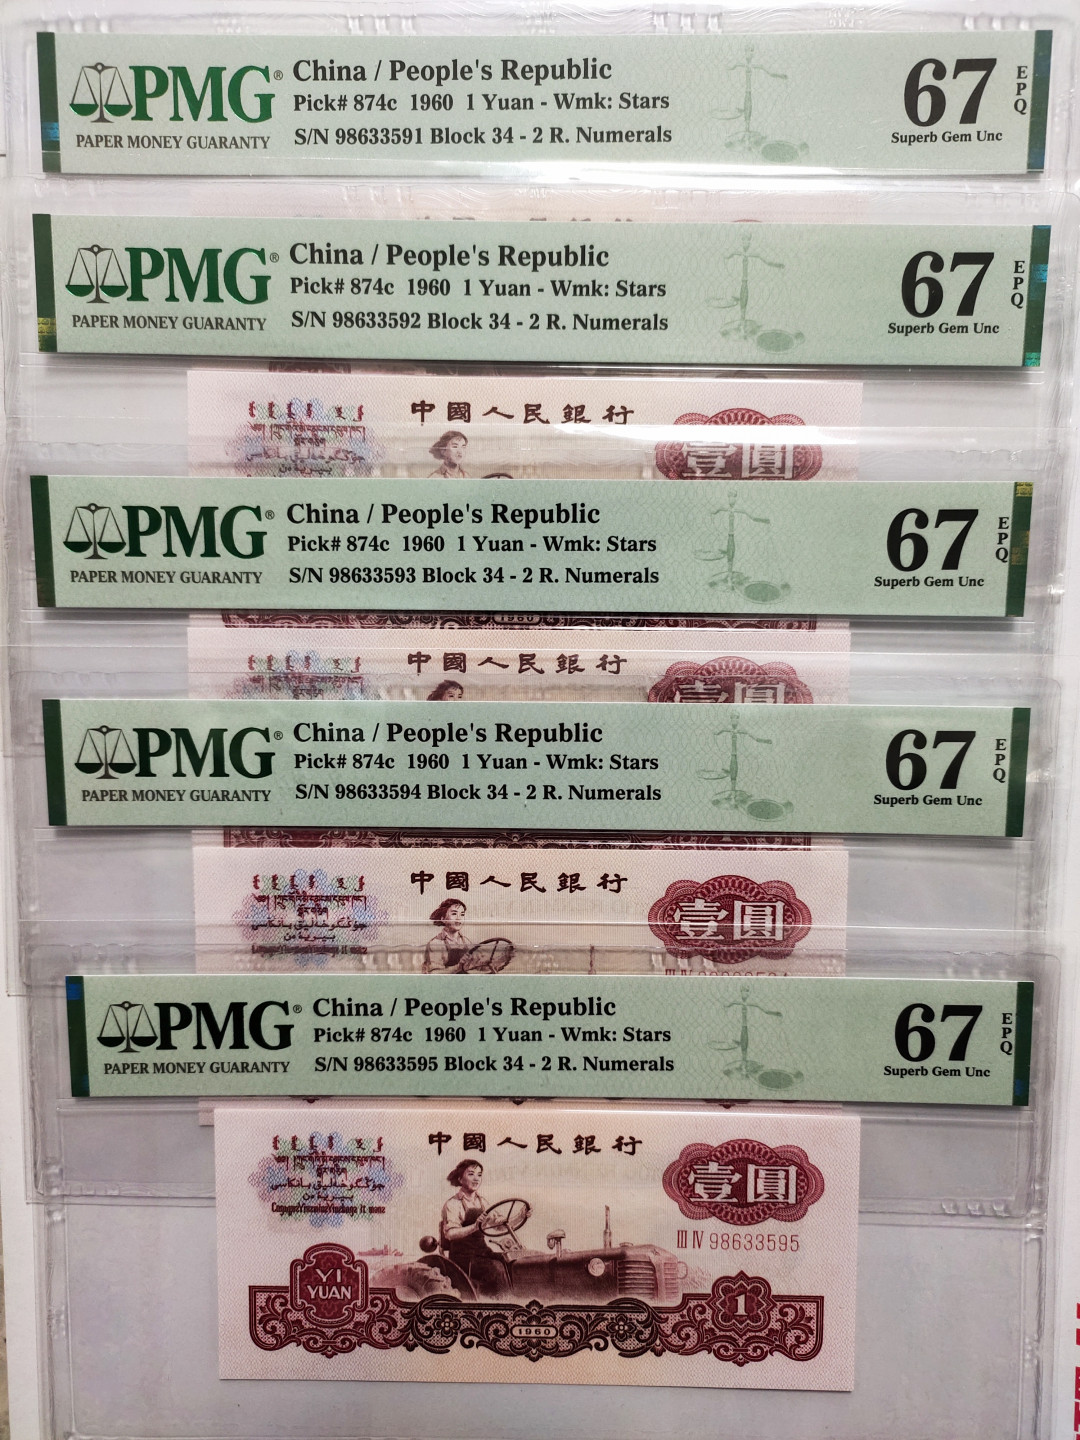 PMG®
PAPER MONEY GUARANTY
China / People's Republic
Pick# 874c 1960 1 Yuan - Wmk: Stars
S/N 98633591 Block 34 - 2 R. Numerals
67
EPQ
Superb Gem Unc
PMG®
PAPER MONEY GUARANTY
China / People's Republic
Pick# 874c 1960 1 Yuan - Wmk: Stars
S/N 98633592 Block 34 - 2 R. Numerals
67
EPQ
Superb Gem Unc
中國人民銀行
壹圓
PMG®
PAPER MONEY GUARANTY
China / People's Republic
Pick# 874c 1960 1 Yuan - Wmk: Stars
S/N 98633593 Block 34 - 2 R. Numerals
67
EPQ
Superb Gem Unc
1960
中國人民銀行
壹圓
PMG®
PAPER MONEY GUARANTY
China / People's Republic
Pick# 874c 1960 1 Yuan - Wmk: Stars
S/N 98633594 Block 34 - 2 R. Numerals
67
EPQ
Superb Gem Unc
中國人民銀行
壹圓
PMG®
PAPER MONEY GUARANTY
China / People's Republic
Pick# 874c 1960 1 Yuan - Wmk: Stars
S/N 98633595 Block 34 - 2 R. Numerals
67
EPQ
Superb Gem Unc
中國人民銀行
壹圓
III IV 98633595
YI
YUAN
1
1960